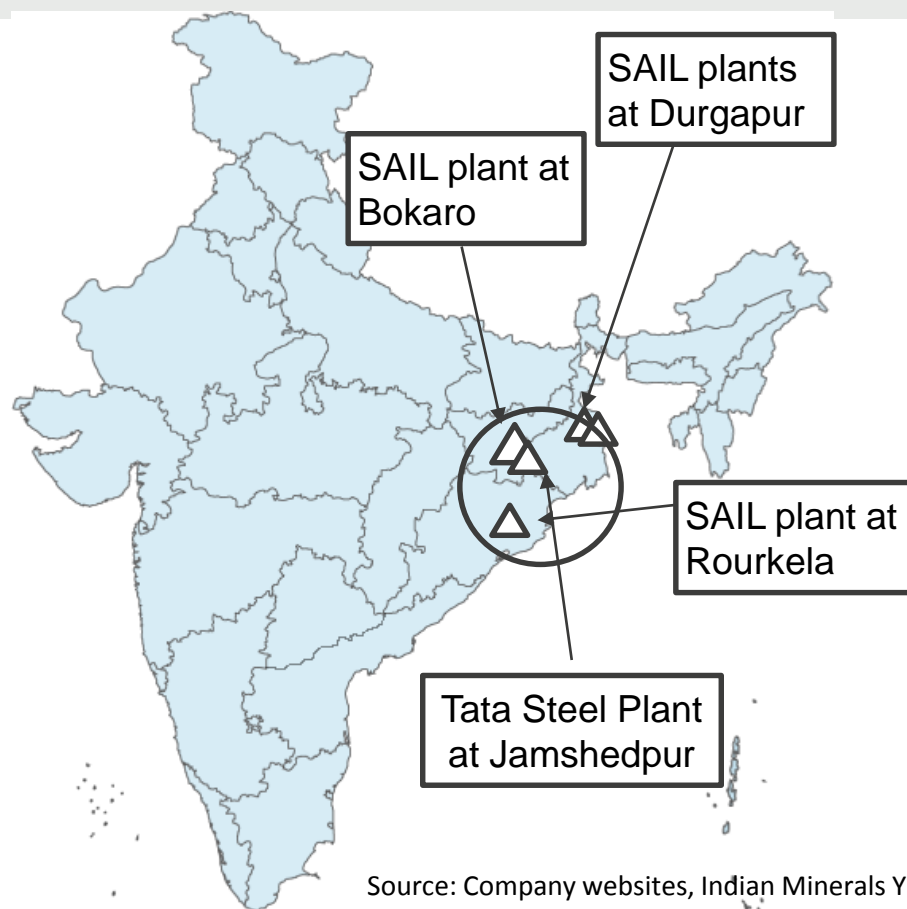 SAIL plants
at Durgapur
SAIL plant at
Bokaro
SAIL plant at
Rourkela
Tata Steel Plant
at Jamshedpur
Source: Company websites, Indian Minerals Y